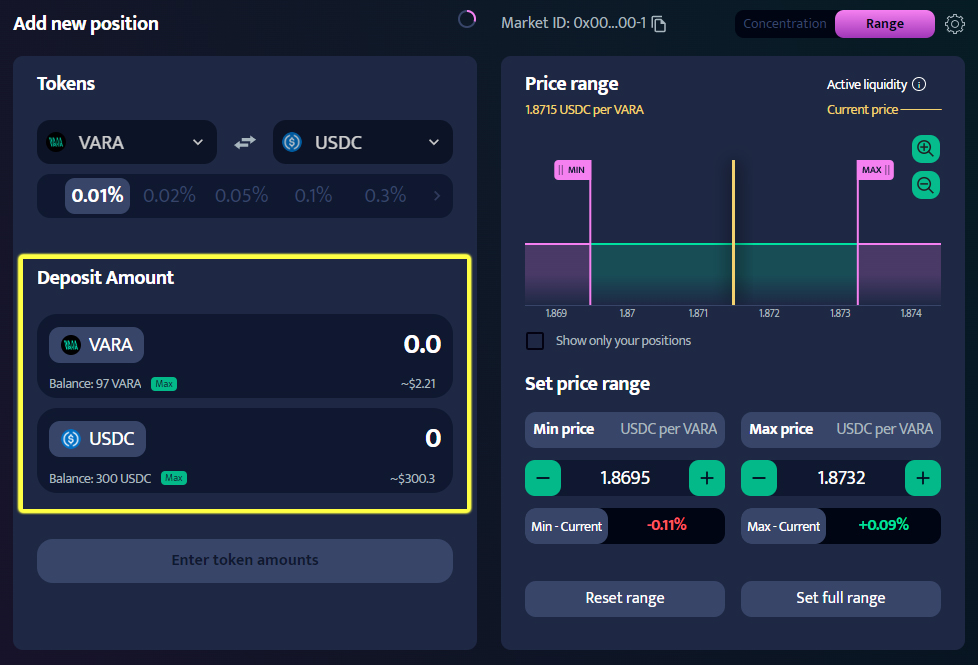 Add new position
Market ID: 0x00...00-1
Concentration
Range
Tokens
VARA
USDC
0.01%
0.02%
0.05%
0.1%
0.3%
Deposit Amount
VARA
0.0
Balance: 97 VARA
Max
~$2.21
USDC
0
Balance: 300 USDC
Max
~$300.3
Enter token amounts
Price range
Active liquidity
1.8715 USDC per VARA
Current price
MIN
MAX
1.869
1.87
1.871
1.872
1.873
1.874
Show only your positions
Set price range
Min price
USDC per VARA
Max price
USDC per VARA
1.8695
1.8732
Min - Current
-0.11%
Max - Current
+0.09%
Reset range
Set full range